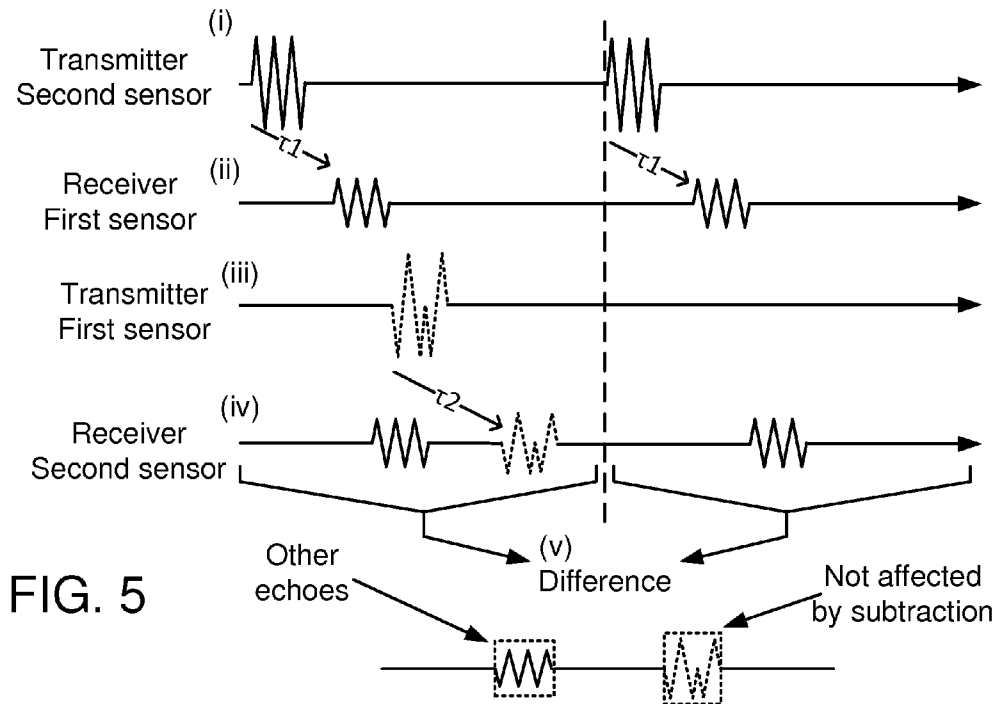 (i)
Transmitter
Second sensor
τ1
τ1
(ii)
Receiver
First sensor
(iii)
Transmitter
First sensor
τ2
(iv)
Receiver
Second sensor
(v)
Difference
Other
echoes
Not affected
by subtraction
FIG. 5